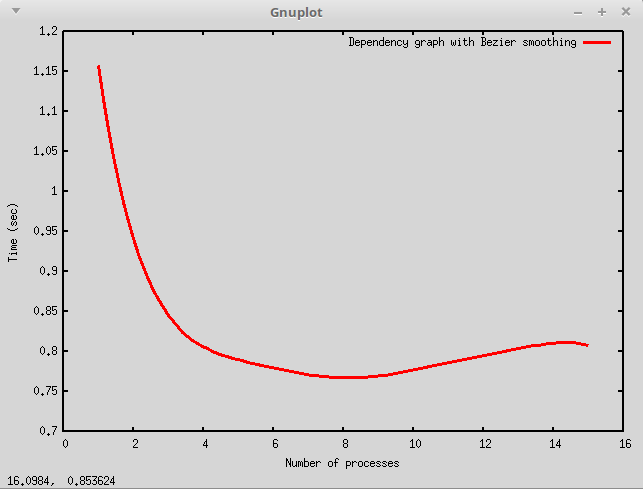 Gnuplot
Dependency graph with Bezier smoothing
1.2
1.15
1.1
1.05
1
0.95
0.9
0.85
0.8
0.75
0.7
Time (sec)
0 2 4 6 8 10 12 14 16
Number of processes
16.0984, 0.853624